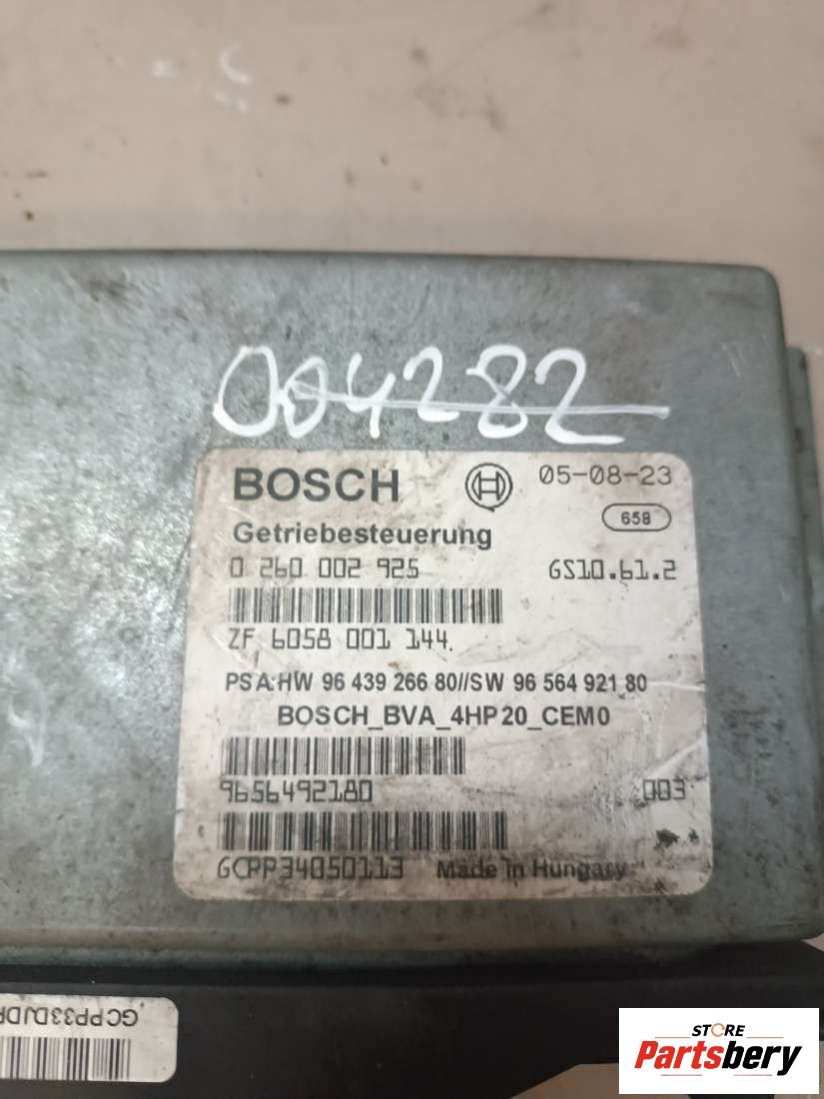 004282
BOSCH 05-08-23
658
Getriebesteuerung
0 260 002 925 GS10.61.2
ZF 6058 001 144.
PSA:HW 96 439 266 80//SW 96 564 921 80
BOSCH_BVA_4HP20_CEM0
9656492180 003
GCPP34050113 Made in Hungary
STORE
Partsbery